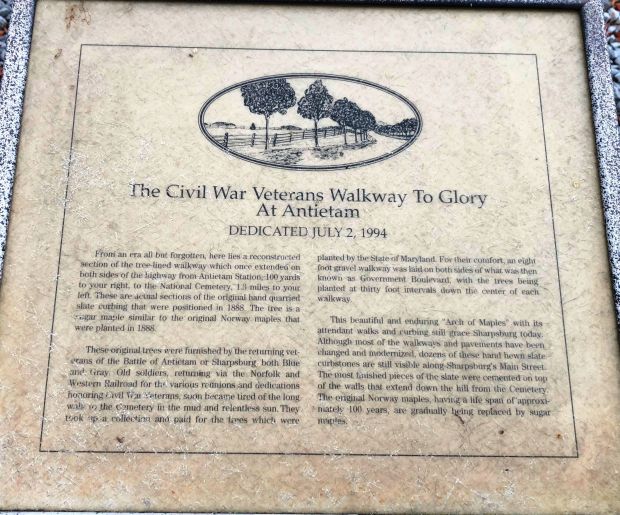 The Civil War Veterans Walkway To Glory
At Antietam
DEDICATED JULY 2, 1994
From an era all but forgotten, here lies a reconstructed
section of the tree-lined walkway which once extended on
both sides of the highway from Antietam Station, 100 yards
to your right, to the National Cemetery, 1.3 miles to your
left. These are actual sections of the original hand quarried
slate curbing that were positioned in 1888. The tree is a
sugar maple similar to the original Norway maples that
were planted in 1888.
These original trees were furnished by the returning vet-
erans of the Battle of Antietam or Sharpsburg, both Blue
and Gray. Old soldiers, returning via the Norfolk and
Western Railroad for the various reunions and dedications
honoring Civil War Veterans, soon became tired of the long
walk to the Cemetery in the mud and relentless sun. They
took up a collection and paid for the trees which were
planted by the State of Maryland. For their comfort, an eight
foot gravel walkway was laid on both sides of what was then
known as Government Boulevard, with the trees being
planted at thirty foot intervals down the center of each
walkway.
This beautiful and enduring "Arch of Maples" with its
attendant walks and curbing still grace Sharpsburg today.
Although most of the walkways and pavements have been
changed and modernized, dozens of these hand hewn slate
curbstones are still visible along Sharpsburg's Main Street.
The most finished pieces of the slate were cemented on top
of the walls that extend down the hill from the Cemetery.
The original Norway maples, having a life span of approxi-
mately 100 years, are gradually being replaced by sugar
maples.